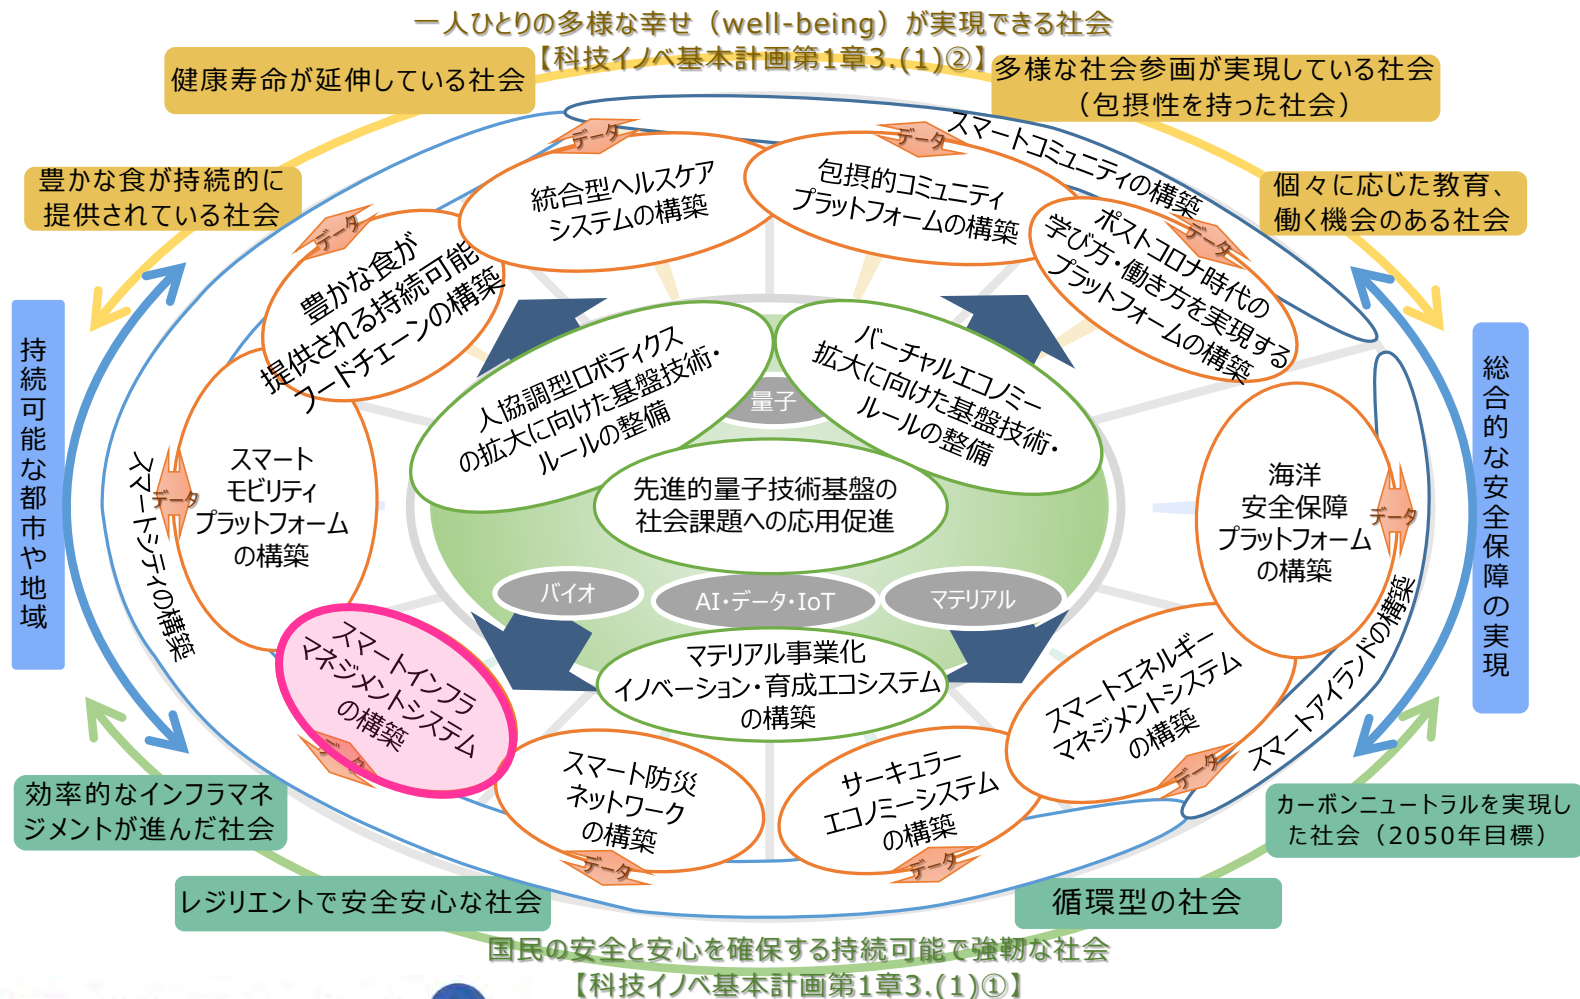 一人ひとりの多様な幸せ（well-being）が実現できる社会
【科技イノベ基本計画第1章3.(1)②】
健康寿命が延伸している社会
多様な社会参画が実現している社会
（包摂性を持った社会）
豊かな食が持続的に
提供されている社会
個々に応じた教育、
働く機会のある社会
持続可能な都市や地域
総合的な安全保障の実現
スマートコミュニティの構築
データ
統合型ヘルスケア
システムの構築
データ
包摂的コミュニティ
プラットフォームの構築
データ
ポストコロナ時代の
学び方・働き方を実現する
プラットフォームの構築
データ
豊かな食が
提供される持続可能
フードチェーンの構築
人協調型ロボティクス
の拡大に向けた基盤技術・
ルールの整備
量子
バーチャルエコノミー
拡大に向けた基盤技術・
ルールの整備
スマートシティの構築
データ
スマート
モビリティ
プラットフォーム
の構築
先進的量子技術基盤の
社会課題への応用促進
海洋
安全保障
プラットフォーム
の構築
データ
バイオ
AI・データ・IoT
マテリアル
マテリアル事業化
イノベーション・育成エコシステム
の構築
スマートインフラ
マネジメントシステム
の構築
データ
スマート防災
ネットワーク
の構築
データ
サーキュラー
エコノミーシステム
の構築
データ
スマートエネルギー
マネジメントシステム
の構築
データ
スマートアイランドの構築
効率的なインフラマネ
ジメントが進んだ社会
カーボンニュートラルを実現し
た社会（2050年目標）
レジリエントで安全安心な社会
循環型の社会
国民の安全と安心を確保する持続可能で強靭な社会
【科技イノベ基本計画第1章3.(1)①】